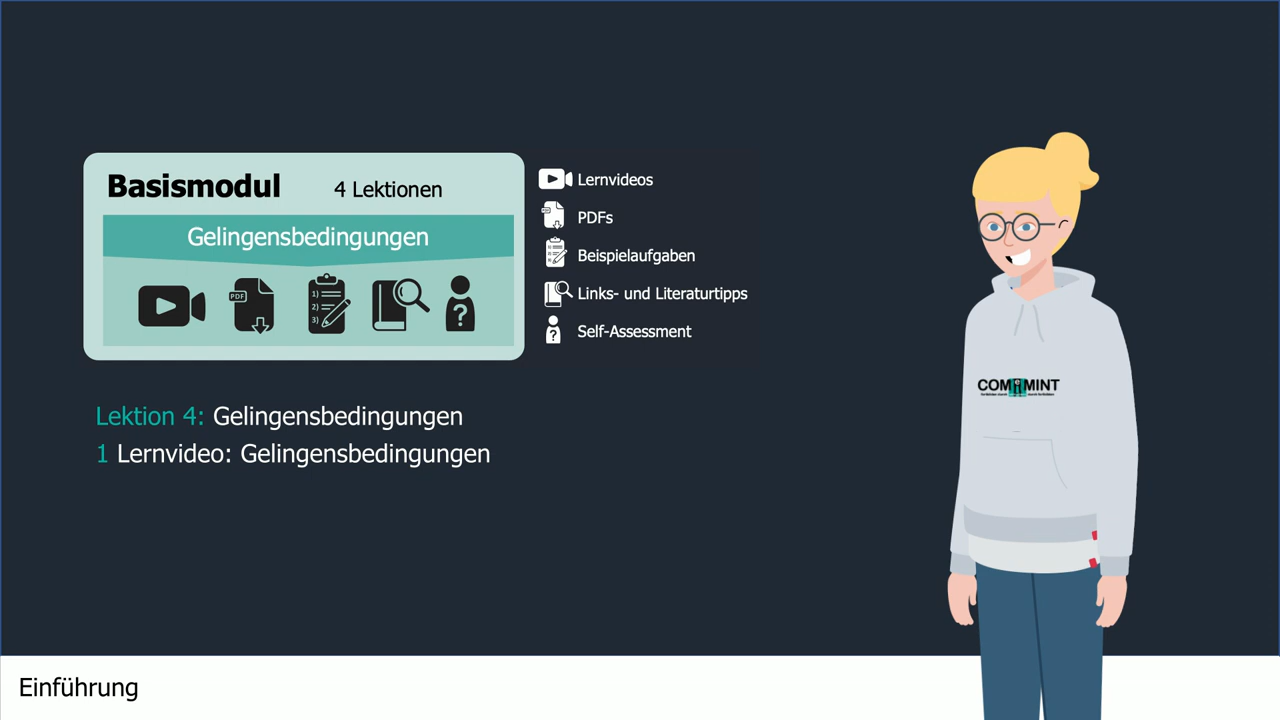 Basismodul 4 Lektionen
Gelingensbedingungen
PDF
1)
2)
3)
?
Lernvideos
PDFs
Beispielaufgaben
Links- und Literaturtipps
? Self-Assessment
Lektion 4: Gelingensbedingungen
1 Lernvideo: Gelingensbedingungen
COMMINT
Einführung